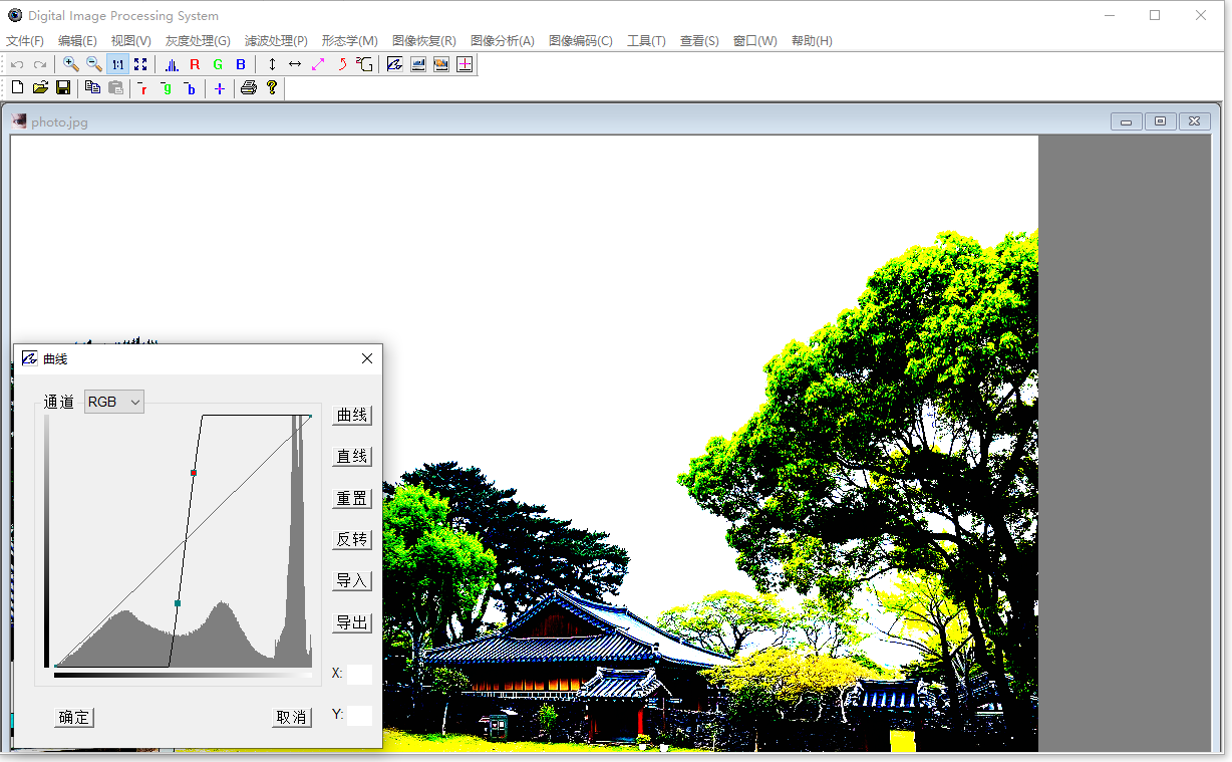 Digital Image Processing System
文件(F) 编辑(E) 视图(V) 灰度处理(G) 滤波处理(P) 形态学(M) 图像恢复(R) 图像分析(A) 图像编码(C) 工具(T) 查看(S) 窗口(W) 帮助(H)
1:1 R G B 2 G
r g b ?
photo.jpg
曲线
通道 RGB
曲线
直线
重置
反转
导入
导出
X:
Y:
确定 取消